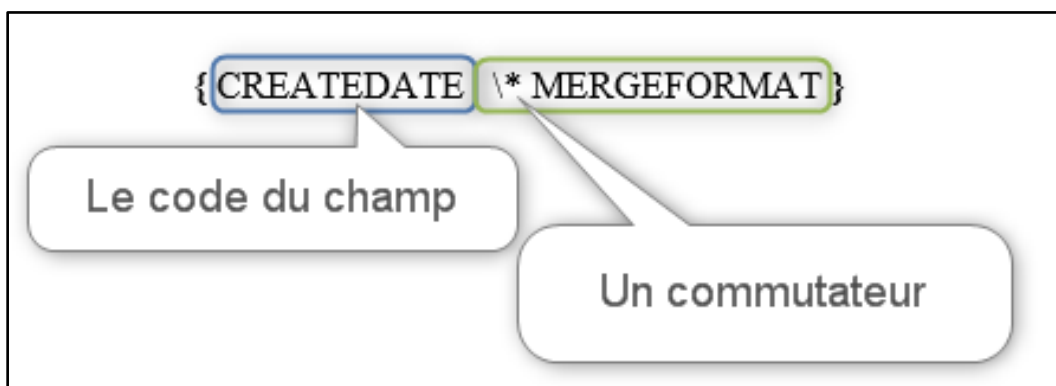 { CREATEDATE \* MERGEFORMAT }
Le code du champ
Un commutateur